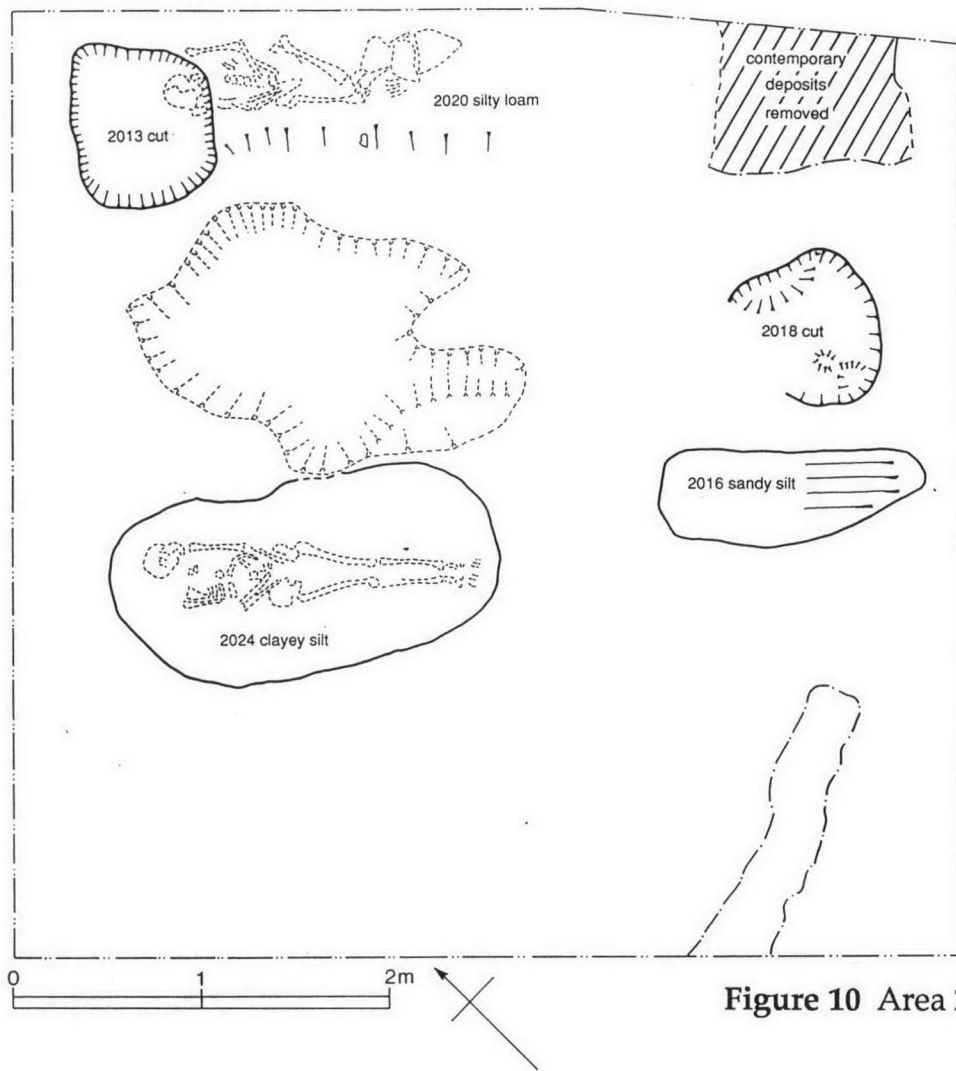 contemporary
deposits
removed
2020 silty loam
2013 cut
2018 cut
2016 sandy silt
2024 clayey silt
0 1 2m
Figure 10 Area